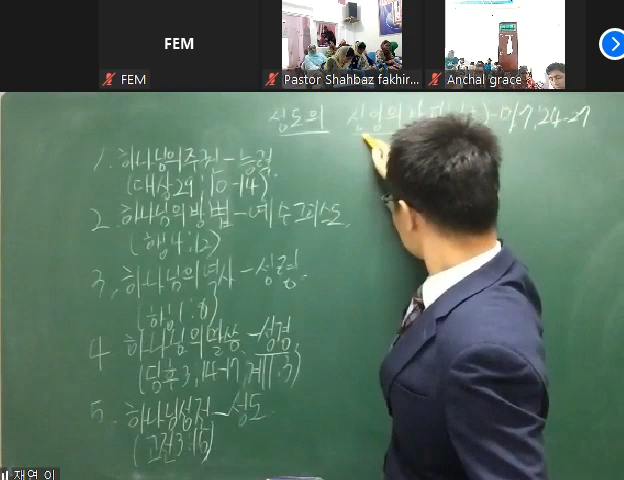 FEM
FEM
Pastor Shahbaz fakhir...
Anchal grace
성도의 신앙의 -마7,24-27
1. 하나님의 주권 - 능력
(대상29:10-14)
2. 하나님의 방법 - 예수그리스도
(행4:12)
3, 하나님의 역사 - 성령.
(행1:8)
4 하나님의 말씀 - 성경
(딤후3,14-17,계1:3)
5. 하나님성전 - 성도
(고전3:16)
재연 이